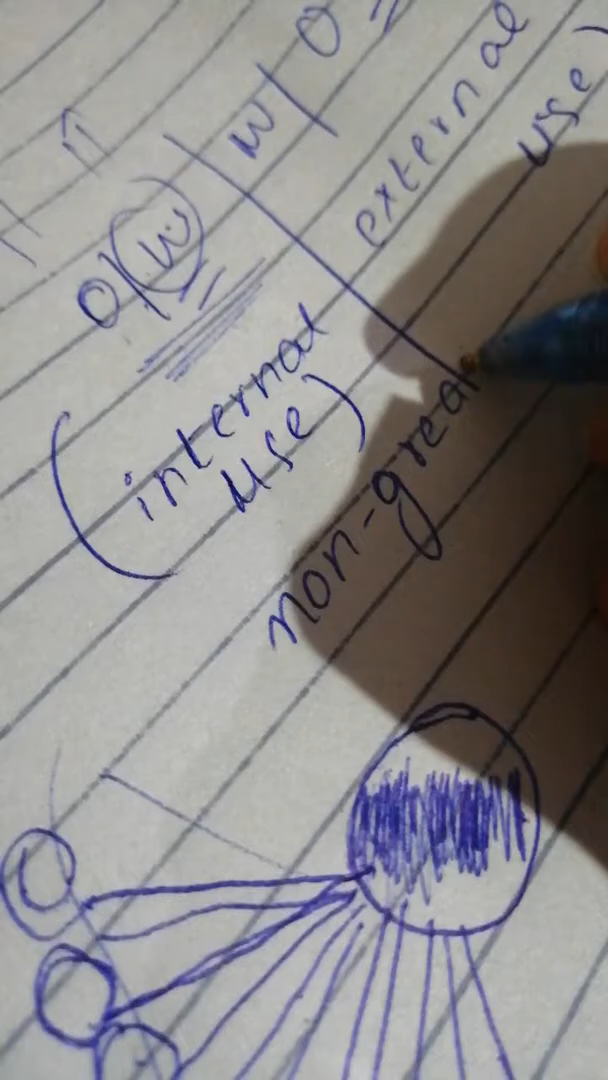 O/W
(internal
use)
W/O
external
use)
non-grea